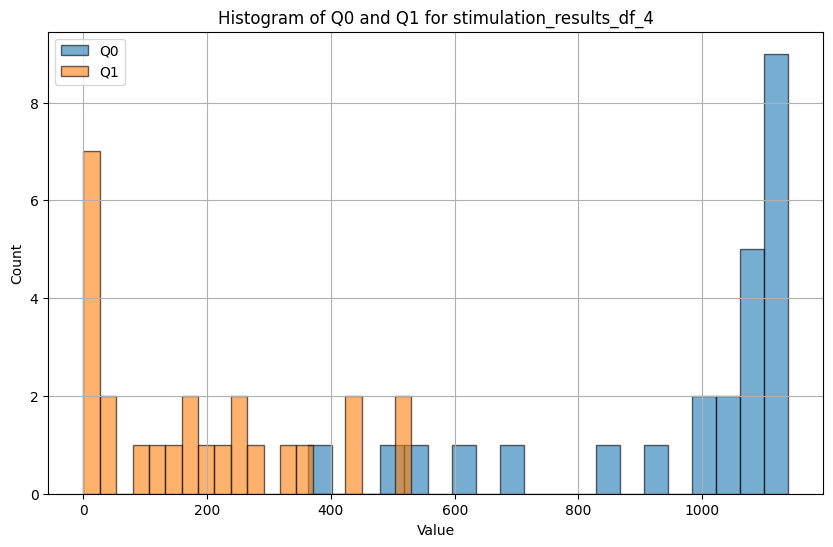 Histogram of Q0 and Q1 for stimulation_results_df_4
Q0
Q1
Count
8
6
4
2
0
0 200 400 600 800 1000
Value